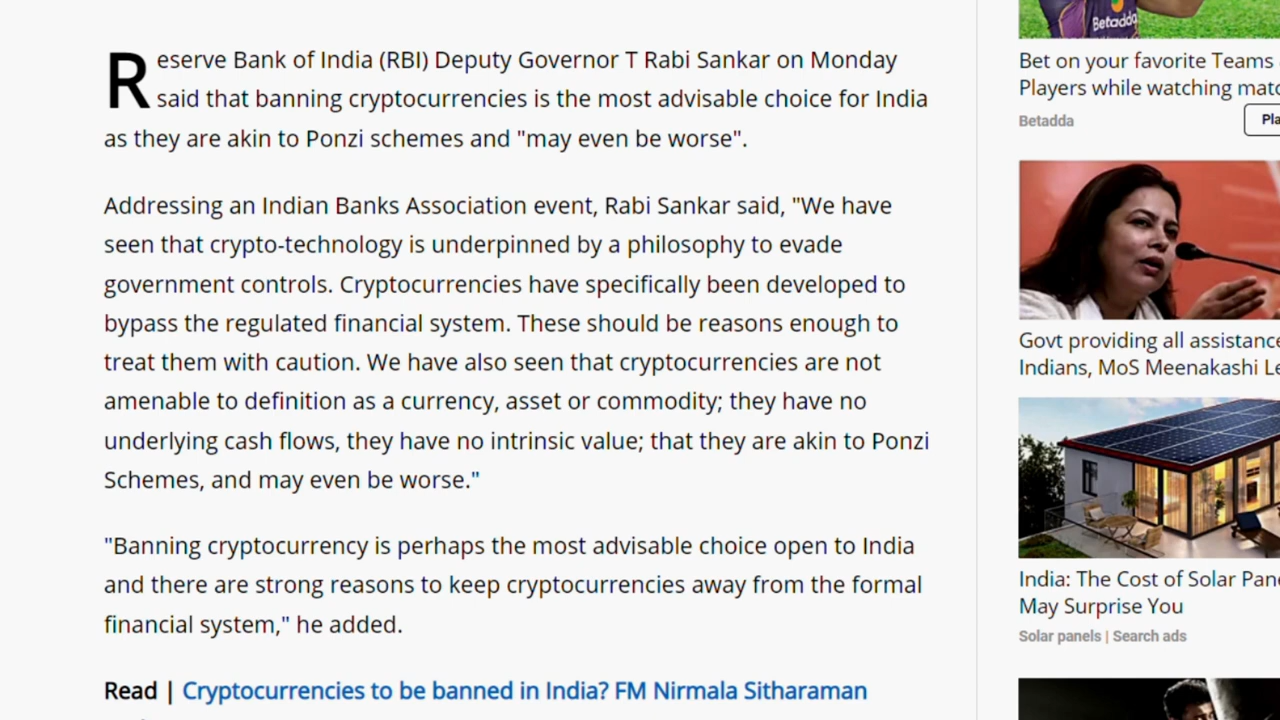 Reserve Bank of India (RBI) Deputy Governor T Rabi Sankar on Monday
said that banning cryptocurrencies is the most advisable choice for India
as they are akin to Ponzi schemes and "may even be worse".
Addressing an Indian Banks Association event, Rabi Sankar said, "We have
seen that crypto-technology is underpinned by a philosophy to evade
government controls. Cryptocurrencies have specifically been developed to
bypass the regulated financial system. These should be reasons enough to
treat them with caution. We have also seen that cryptocurrencies are not
amenable to definition as a currency, asset or commodity; they have no
underlying cash flows, they have no intrinsic value; that they are akin to Ponzi
Schemes, and may even be worse."
"Banning cryptocurrency is perhaps the most advisable choice open to India
and there are strong reasons to keep cryptocurrencies away from the formal
financial system," he added.
Read | Cryptocurrencies to be banned in India? FM Nirmala Sitharaman
Betadda
Bet on your favorite Teams
Players while watching
Betadda
Govt providing all
Indians, MoS Meenakashi
India: The Cost of Solar
May Surprise You
Solar panels | Search ads